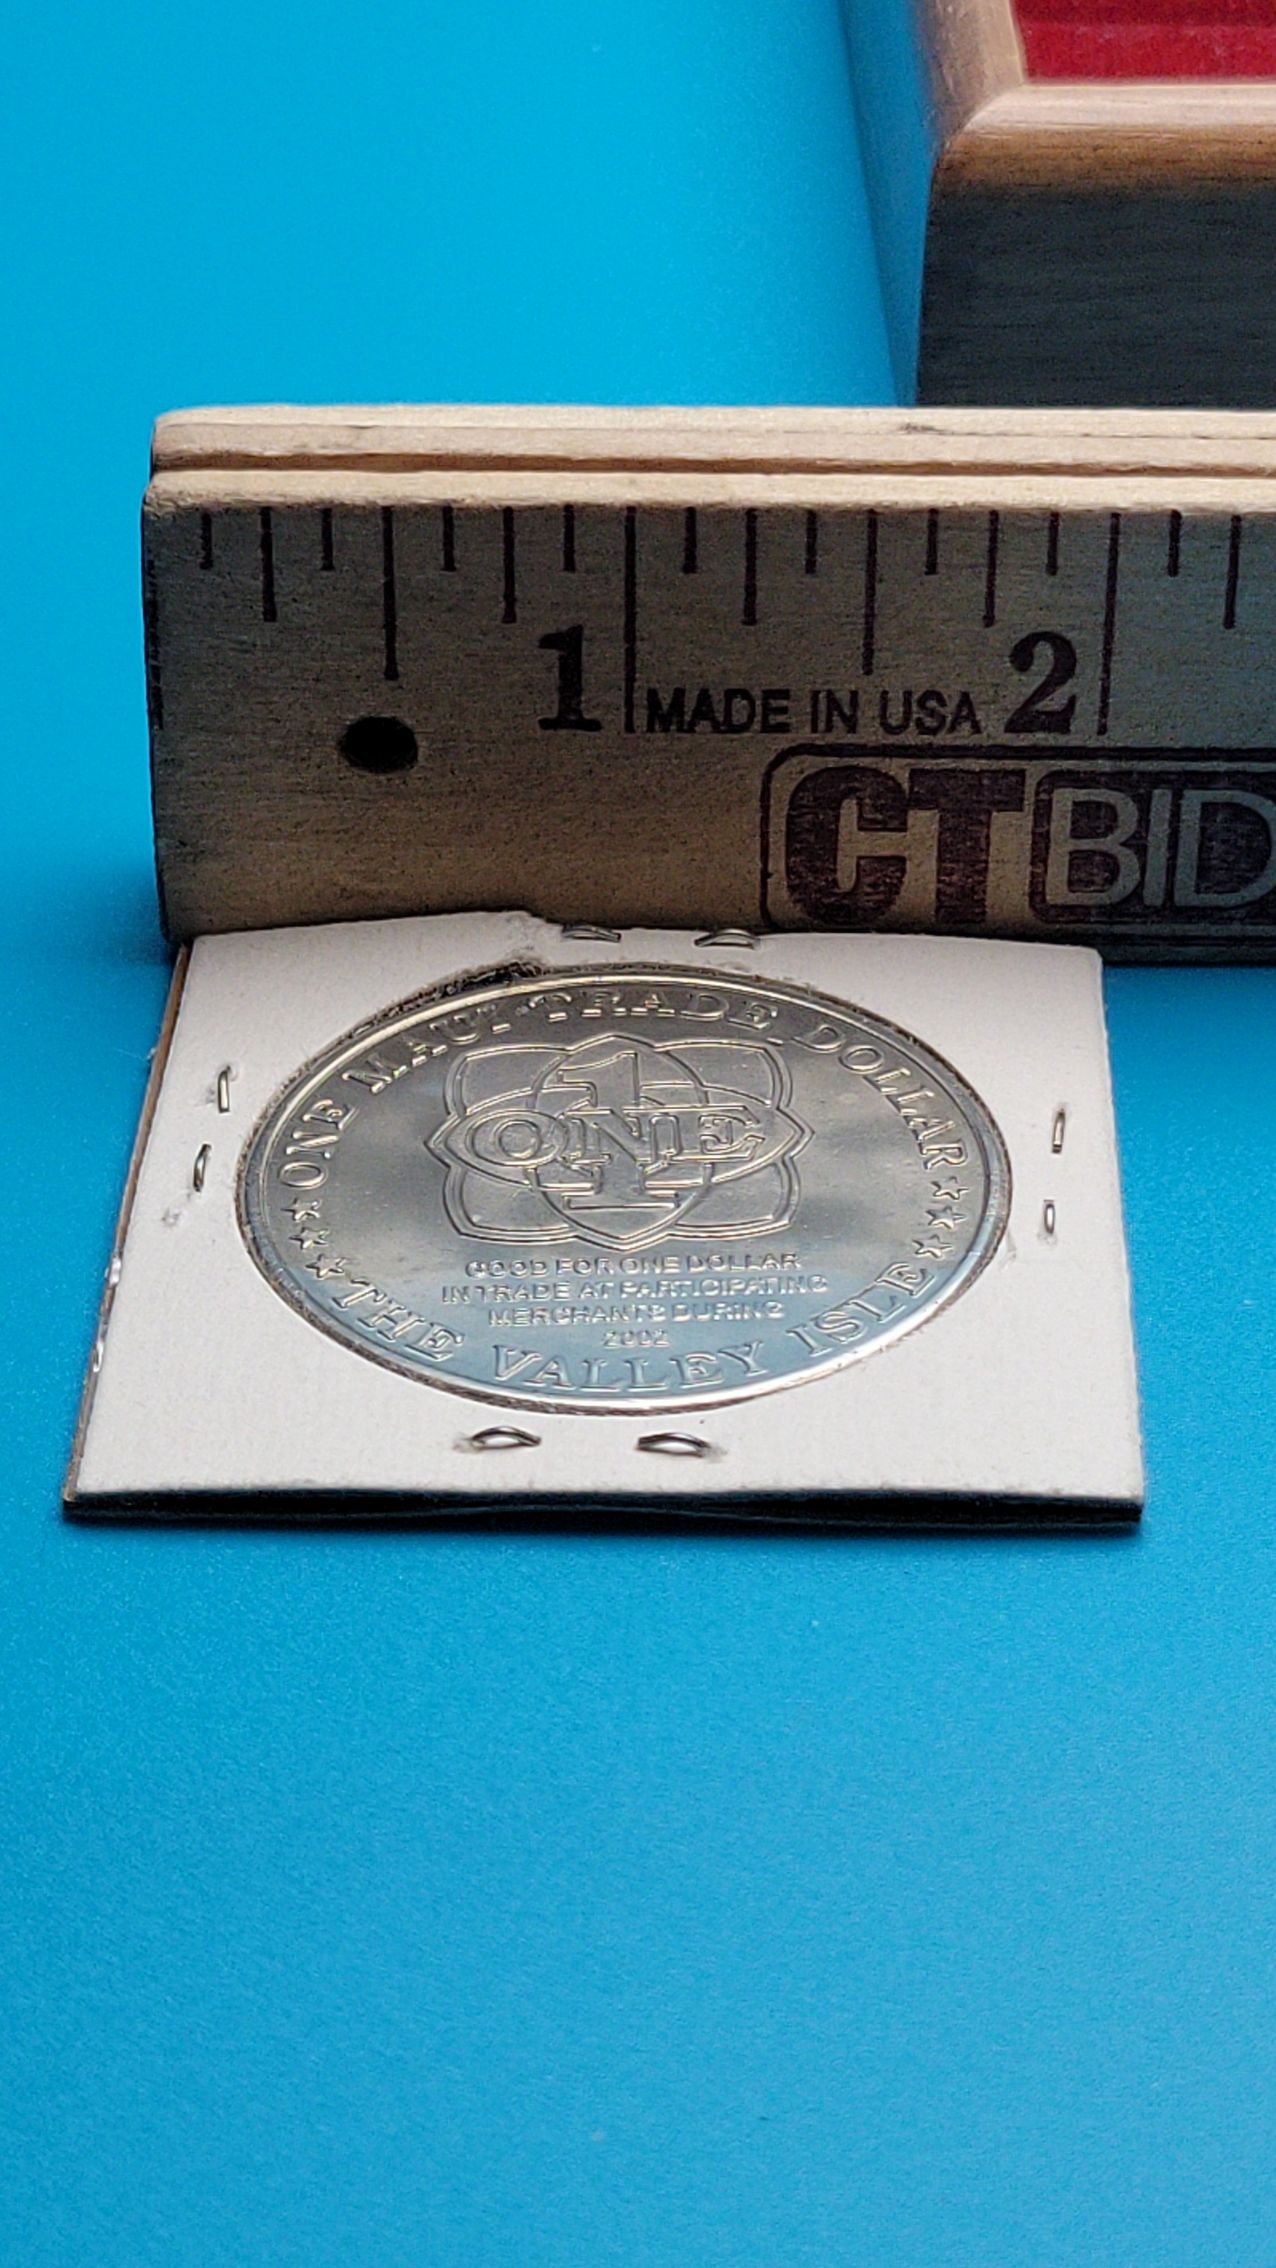 1 MADE IN USA 2
CTBID
ONE MAUI TRADE DOLLAR
1
ONE
GOOD FOR ONE DOLLAR
IN TRADE AT PARTICIPATING
MERCHANTS DURING
2002
THE VALLEY ISLE